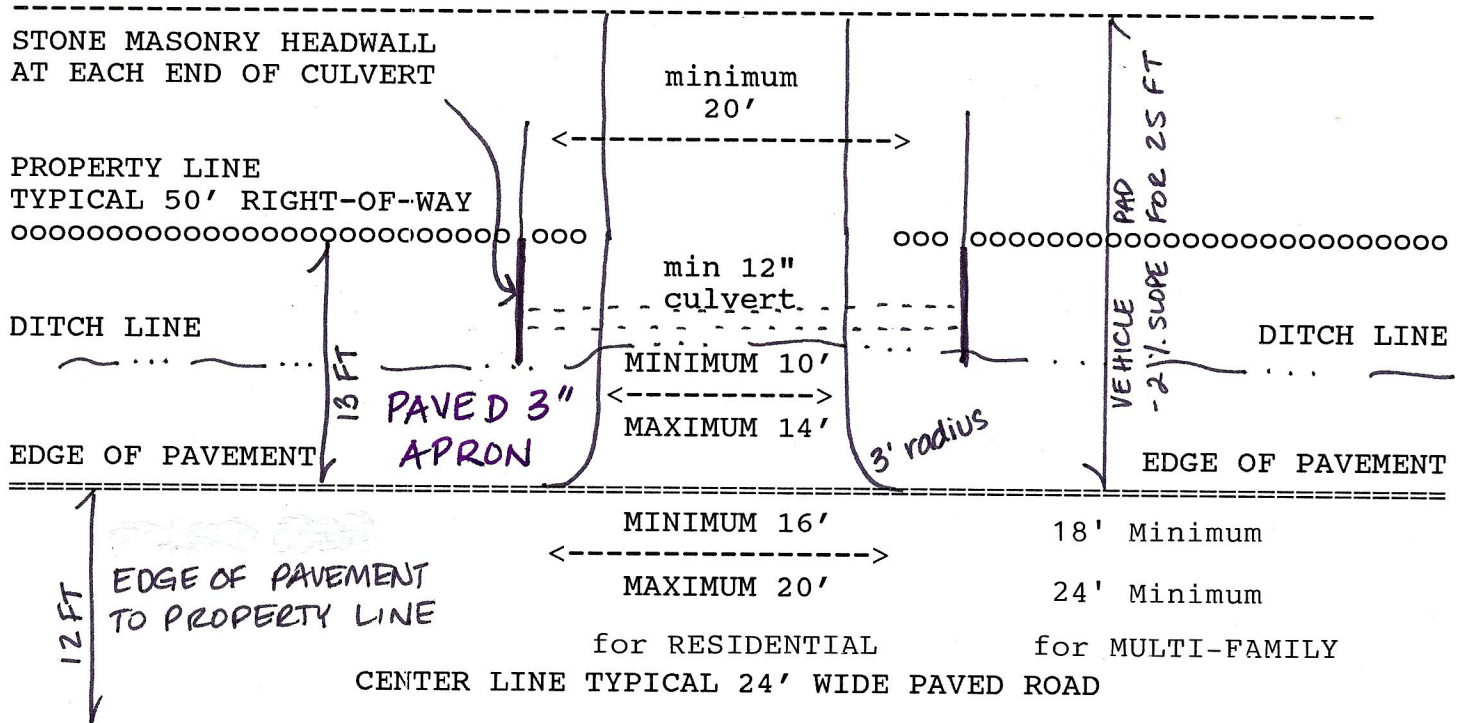 STONE MASONRY HEADWALL
AT EACH END OF CULVERT
minimum
20'
PROPERTY LINE
TYPICAL 50' RIGHT-OF-WAY
min 12"
culvert
VEHICLE PAD
-2% SLOPE FOR 25 FT
DITCH LINE
DITCH LINE
13 FT
MINIMUM 10'
MAXIMUM 14'
PAVED 3"
APRON
3' radius
EDGE OF PAVEMENT
EDGE OF PAVEMENT
MINIMUM 16'
18' Minimum
MAXIMUM 20'
24' Minimum
12 FT
EDGE OF PAVEMENT
TO PROPERTY LINE
for RESIDENTIAL
for MULTI-FAMILY
CENTER LINE TYPICAL 24' WIDE PAVED ROAD